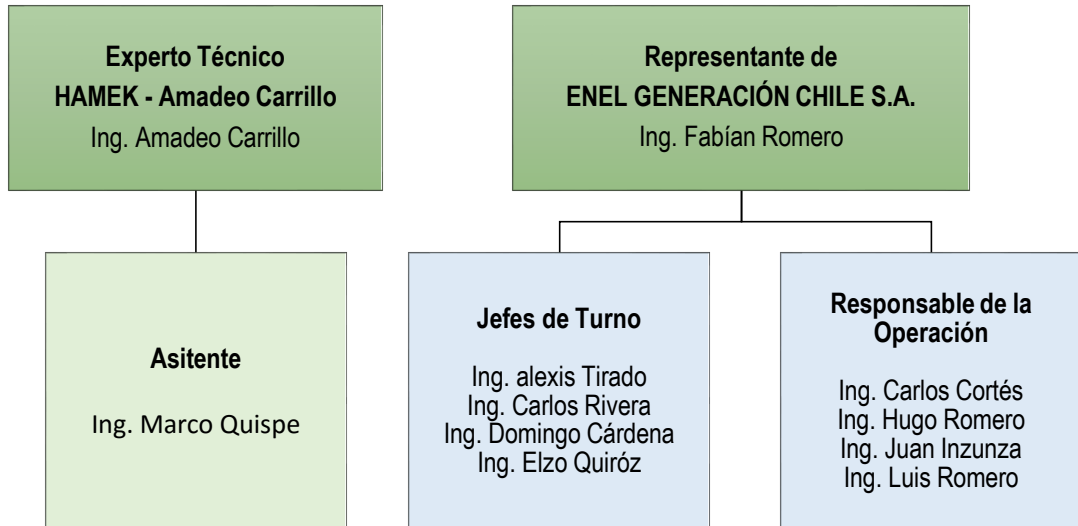 Experto Técnico
HAMEK - Amadeo Carrillo
Ing. Amadeo Carrillo
Representante de
ENEL GENERACIÓN CHILE S.A.
Ing. Fabían Romero
Asitente
Ing. Marco Quispe
Jefes de Turno
Ing. alexis Tirado
Ing. Carlos Rivera
Ing. Domingo Cárdena
Ing. Elzo Quiróz
Responsable de la
Operación
Ing. Carlos Cortés
Ing. Hugo Romero
Ing. Juan Inzunza
Ing. Luis Romero